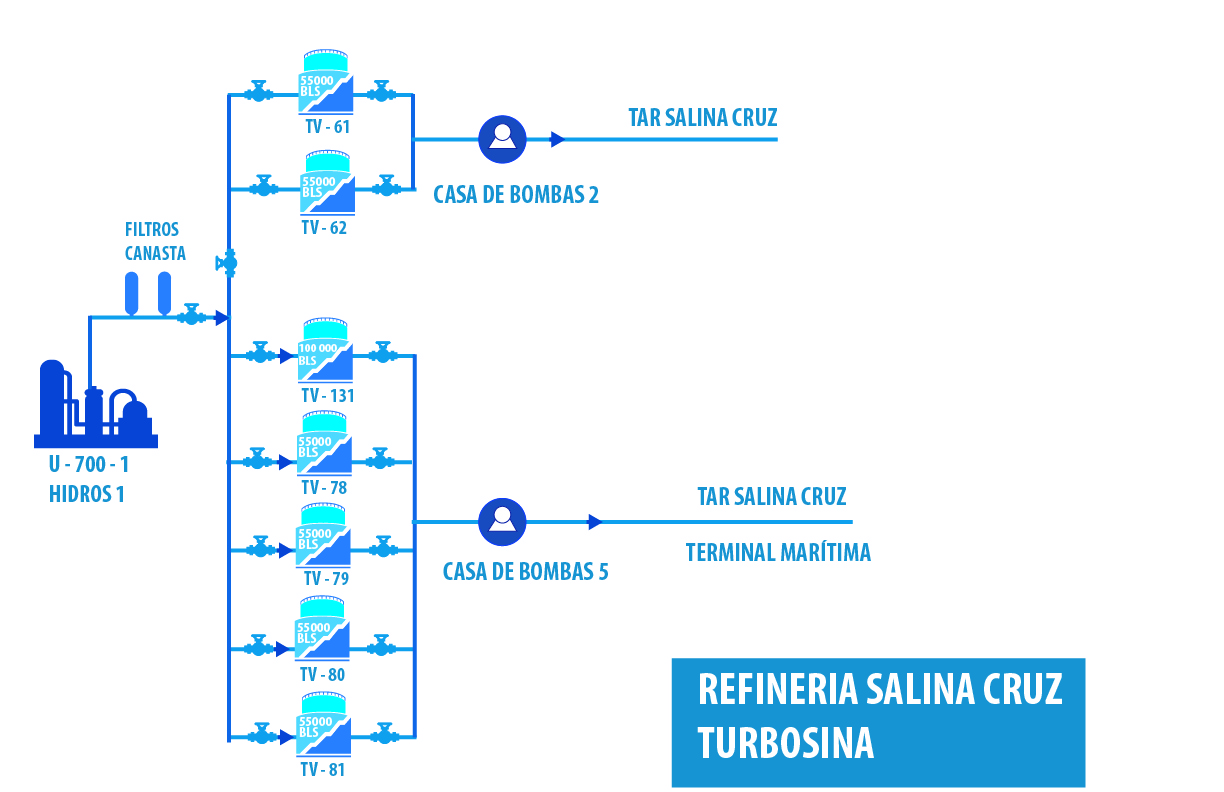 55000
BLS
TV - 61
TAR SALINA CRUZ
55000
BLS
TV - 62
CASA DE BOMBAS 2
FILTROS
CANASTA
100 000
BLS
TV - 131
U - 700 - 1
HIDROS 1
55000
BLS
TV - 78
55000
BLS
TV - 79
TAR SALINA CRUZ
TERMINAL MARÍTIMA
CASA DE BOMBAS 5
55000
BLS
TV - 80
55000
BLS
TV - 81
REFINERIA SALINA CRUZ
TURBOSINA